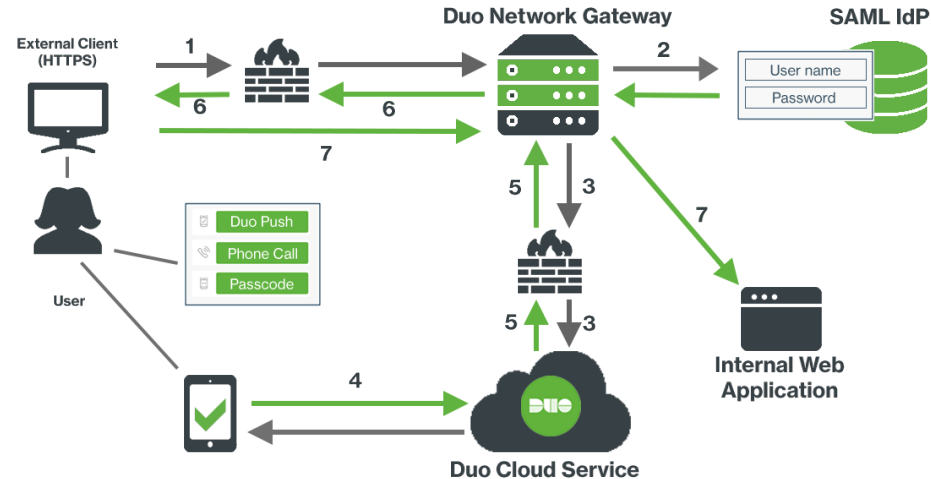 Duo Network Gateway
SAML IdP
External Client
(HTTPS)
1
2
User name
Password
6
6
7
5
3
7
Duo Push
Phone Call
Passcode
User
5
3
Internal Web
Application
4
DUO
Duo Cloud Service